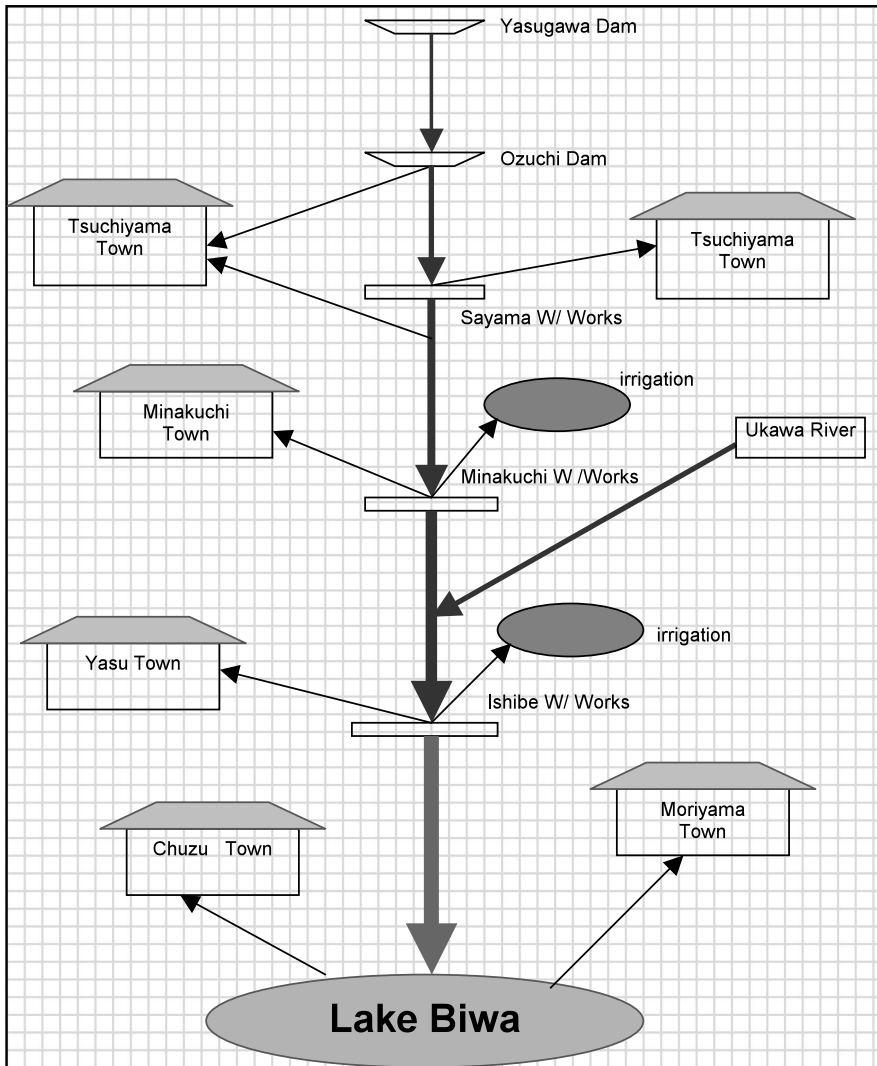 Yasugawa Dam
Ozuchi Dam
Tsuchiyama
Town
Tsuchiyama
Town
Sayama W/ Works
irrigation
Minakuchi
Town
Ukawa River
Minakuchi W /Works
irrigation
Yasu Town
Ishibe W/ Works
Moriyama
Town
Chuzu Town
Lake Biwa